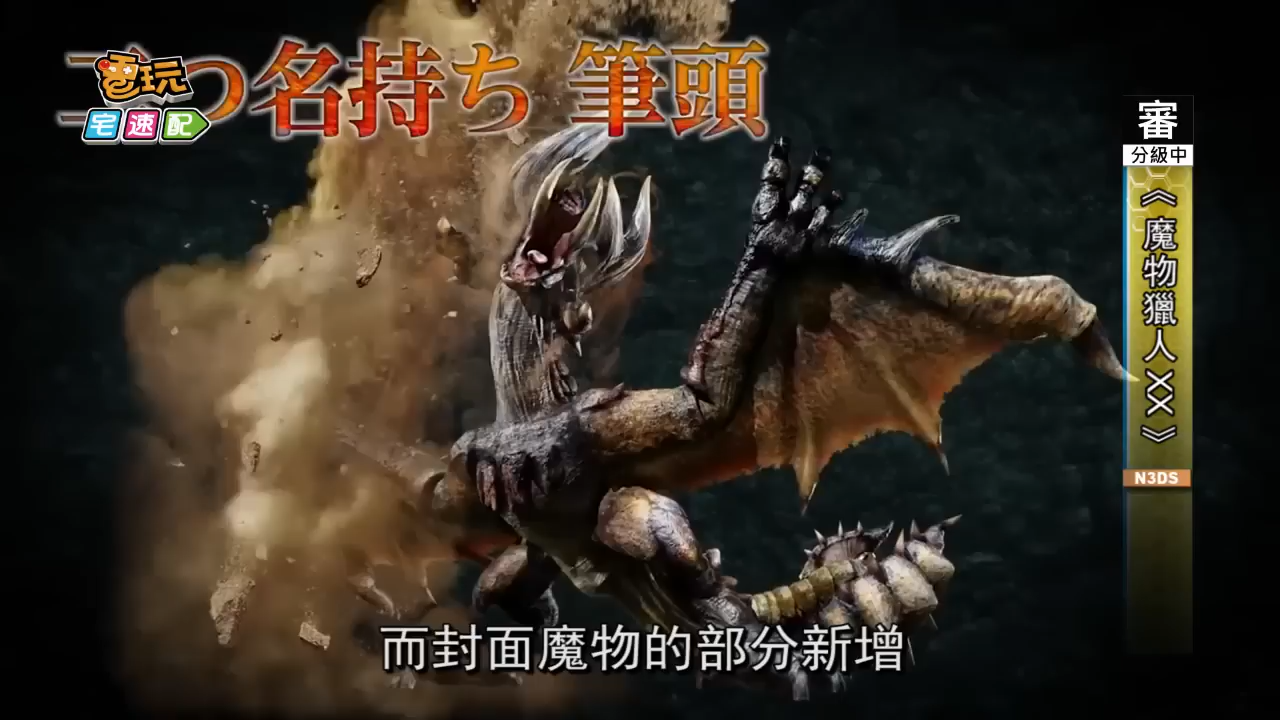 二つ名持ち 筆頭
電玩
宅速配
審
分級中
《魔物獵人XX》
N3DS
而封面魔物的部分新增